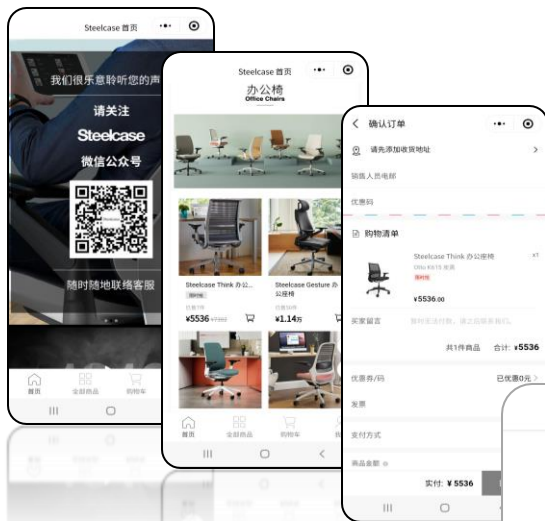 Steelcase 首页
我们很乐意聆听您的声
请关注
Steelcase
微信公众号
随时随地联络客服
首页
全部商品
购物车
Steelcase 首页
办公椅
Office Chairs
Steelcase Think 办公...
限时抢
¥5536
Steelcase Gesture 办
公座椅
¥1.14万
首页
全部商品
购物车
确认订单
请先添加收货地址
销售人员电邮
优惠码
购物清单
Steelcase Think 办公座椅
x1
¥5536.00
买家留言
共1件商品 合计: ¥5536
优惠券/码
已优惠0元
发票
支付方式
商品金额
实付: ¥ 5536